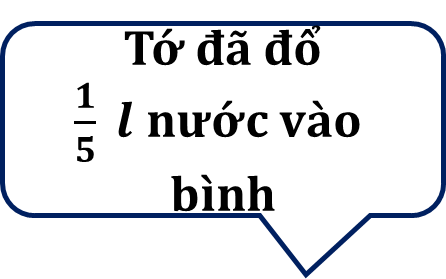 Tớ đã đổ
1/5 l nước vào
bình